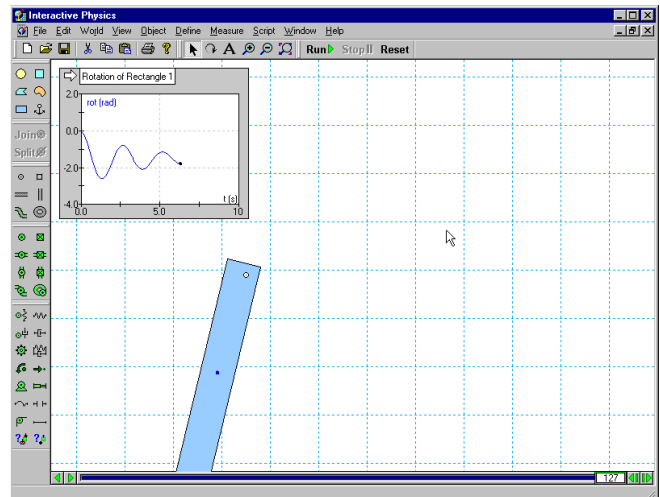 Interactive Physics
File Edit World View Object Define Measure Script Window Help
A Run Stop Reset
Rotation of Rectangle 1
2.0
rot (rad)
0.0
-2.0
-4.0
t (s)
0.0 5.0 10
Join
Split
127